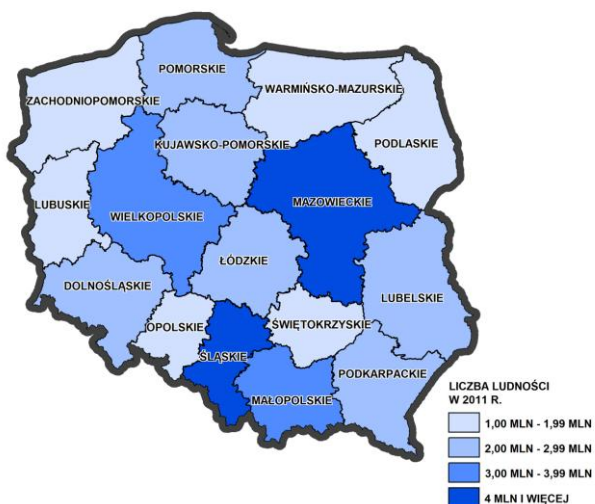 POMORSKIE
WARMIŃSKO-MAZURSKIE
ZACHODNIOPOMORSKIE
KUJAWSKO-POMORSKIE
PODLASKIE
LUBUSKIE
WIELKOPOLSKIE
MAZOWIECKIE
ŁÓDZKIE
DOLNOŚLĄSKIE
LUBELSKIE
OPOLSKIE
ŚWIĘTOKRZYSKIE
ŚLĄSKIE
PODKARPACKIE
MAŁOPOLSKIE
LICZBA LUDNOŚCI
W 2011 R.
1,00 MLN - 1,99 MLN
2,00 MLN - 2,99 MLN
3,00 MLN - 3,99 MLN
4 MLN I WIĘCEJ